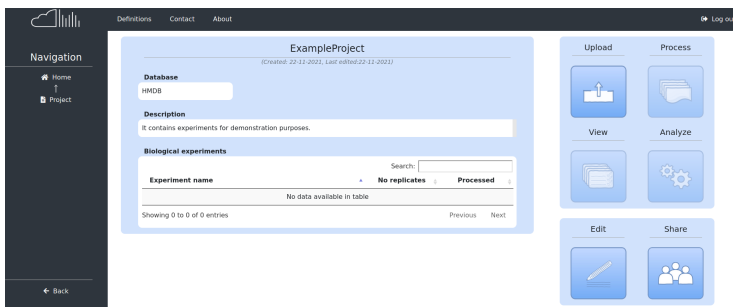 Definitions Contact About Log ou
Navigation
Home
Project
Back
ExampleProject
(Created: 22-11-2021, Last edited:22-11-2021)
Database
HMDB
Description
It contains experiments for demonstration purposes.
Biological experiments
Search:
Experiment name No replicates Processed
No data available in table
Showing 0 to 0 of 0 entries Previous Next
Upload Process
View Analyze
Edit Share